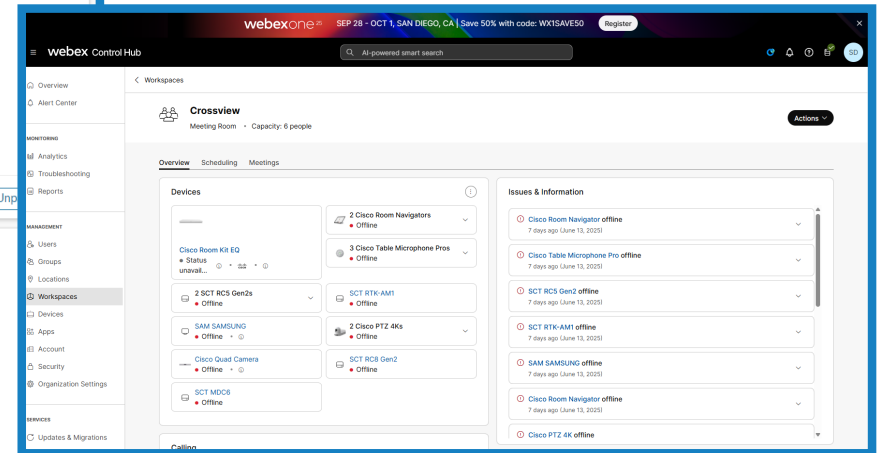 webexone 25 SEP 28 - OCT 1, SAN DIEGO, CA | Save 50% with code: WX1SAVE50 Register
webex Control Hub
AI-powered smart search
SD
Overview
Alert Center
MONITORING
Analytics
Troubleshooting
Reports
Unp
MANAGEMENT
Users
Groups
Locations
Workspaces
Devices
Apps
Account
Security
Organization Settings
SERVICES
Updates & Migrations
Workspaces
Crossview
Meeting Room • Capacity: 6 people
Actions
Overview Scheduling Meetings
Devices
Cisco Room Kit EQ
Status
unavail...
2 Cisco Room Navigators
Offline
3 Cisco Table Microphone Pros
Offline
2 SCT RC5 Gen2s
Offline
SCT RTK-AM1
Offline
SAM SAMSUNG
Offline
2 Cisco PTZ 4Ks
Offline
Cisco Quad Camera
Offline
SCT RC8 Gen2
Offline
SCT MDC6
Offline
Calling
Issues & Information
Cisco Room Navigator offline
7 days ago (June 13, 2025)
Cisco Table Microphone Pro offline
7 days ago (June 13, 2025)
SCT RC5 Gen2 offline
7 days ago (June 13, 2025)
SCT RTK-AM1 offline
7 days ago (June 13, 2025)
SAM SAMSUNG offline
7 days ago (June 13, 2025)
Cisco Room Navigator offline
7 days ago (June 13, 2025)
Cisco PTZ 4K offline